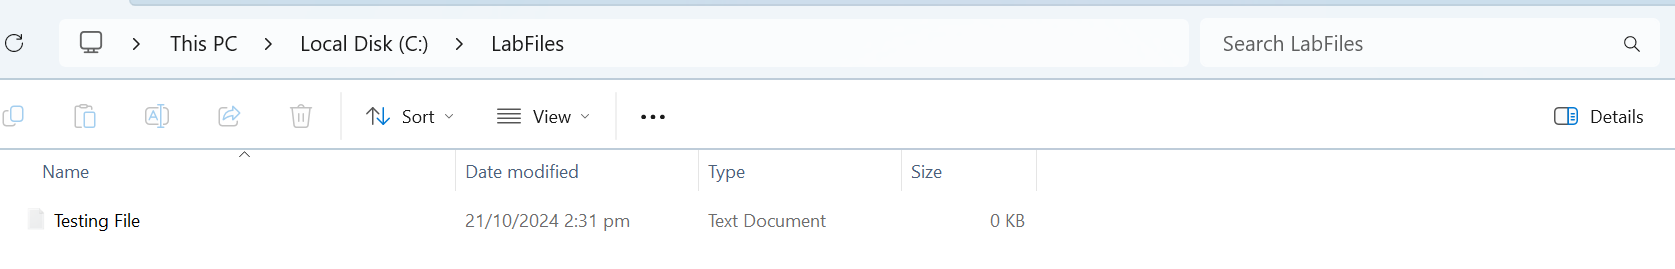 This PC > Local Disk (C:) > LabFiles
Search LabFiles
Sort View ••• Details
Name Date modified Type Size
Testing File 21/10/2024 2:31 pm Text Document 0 KB